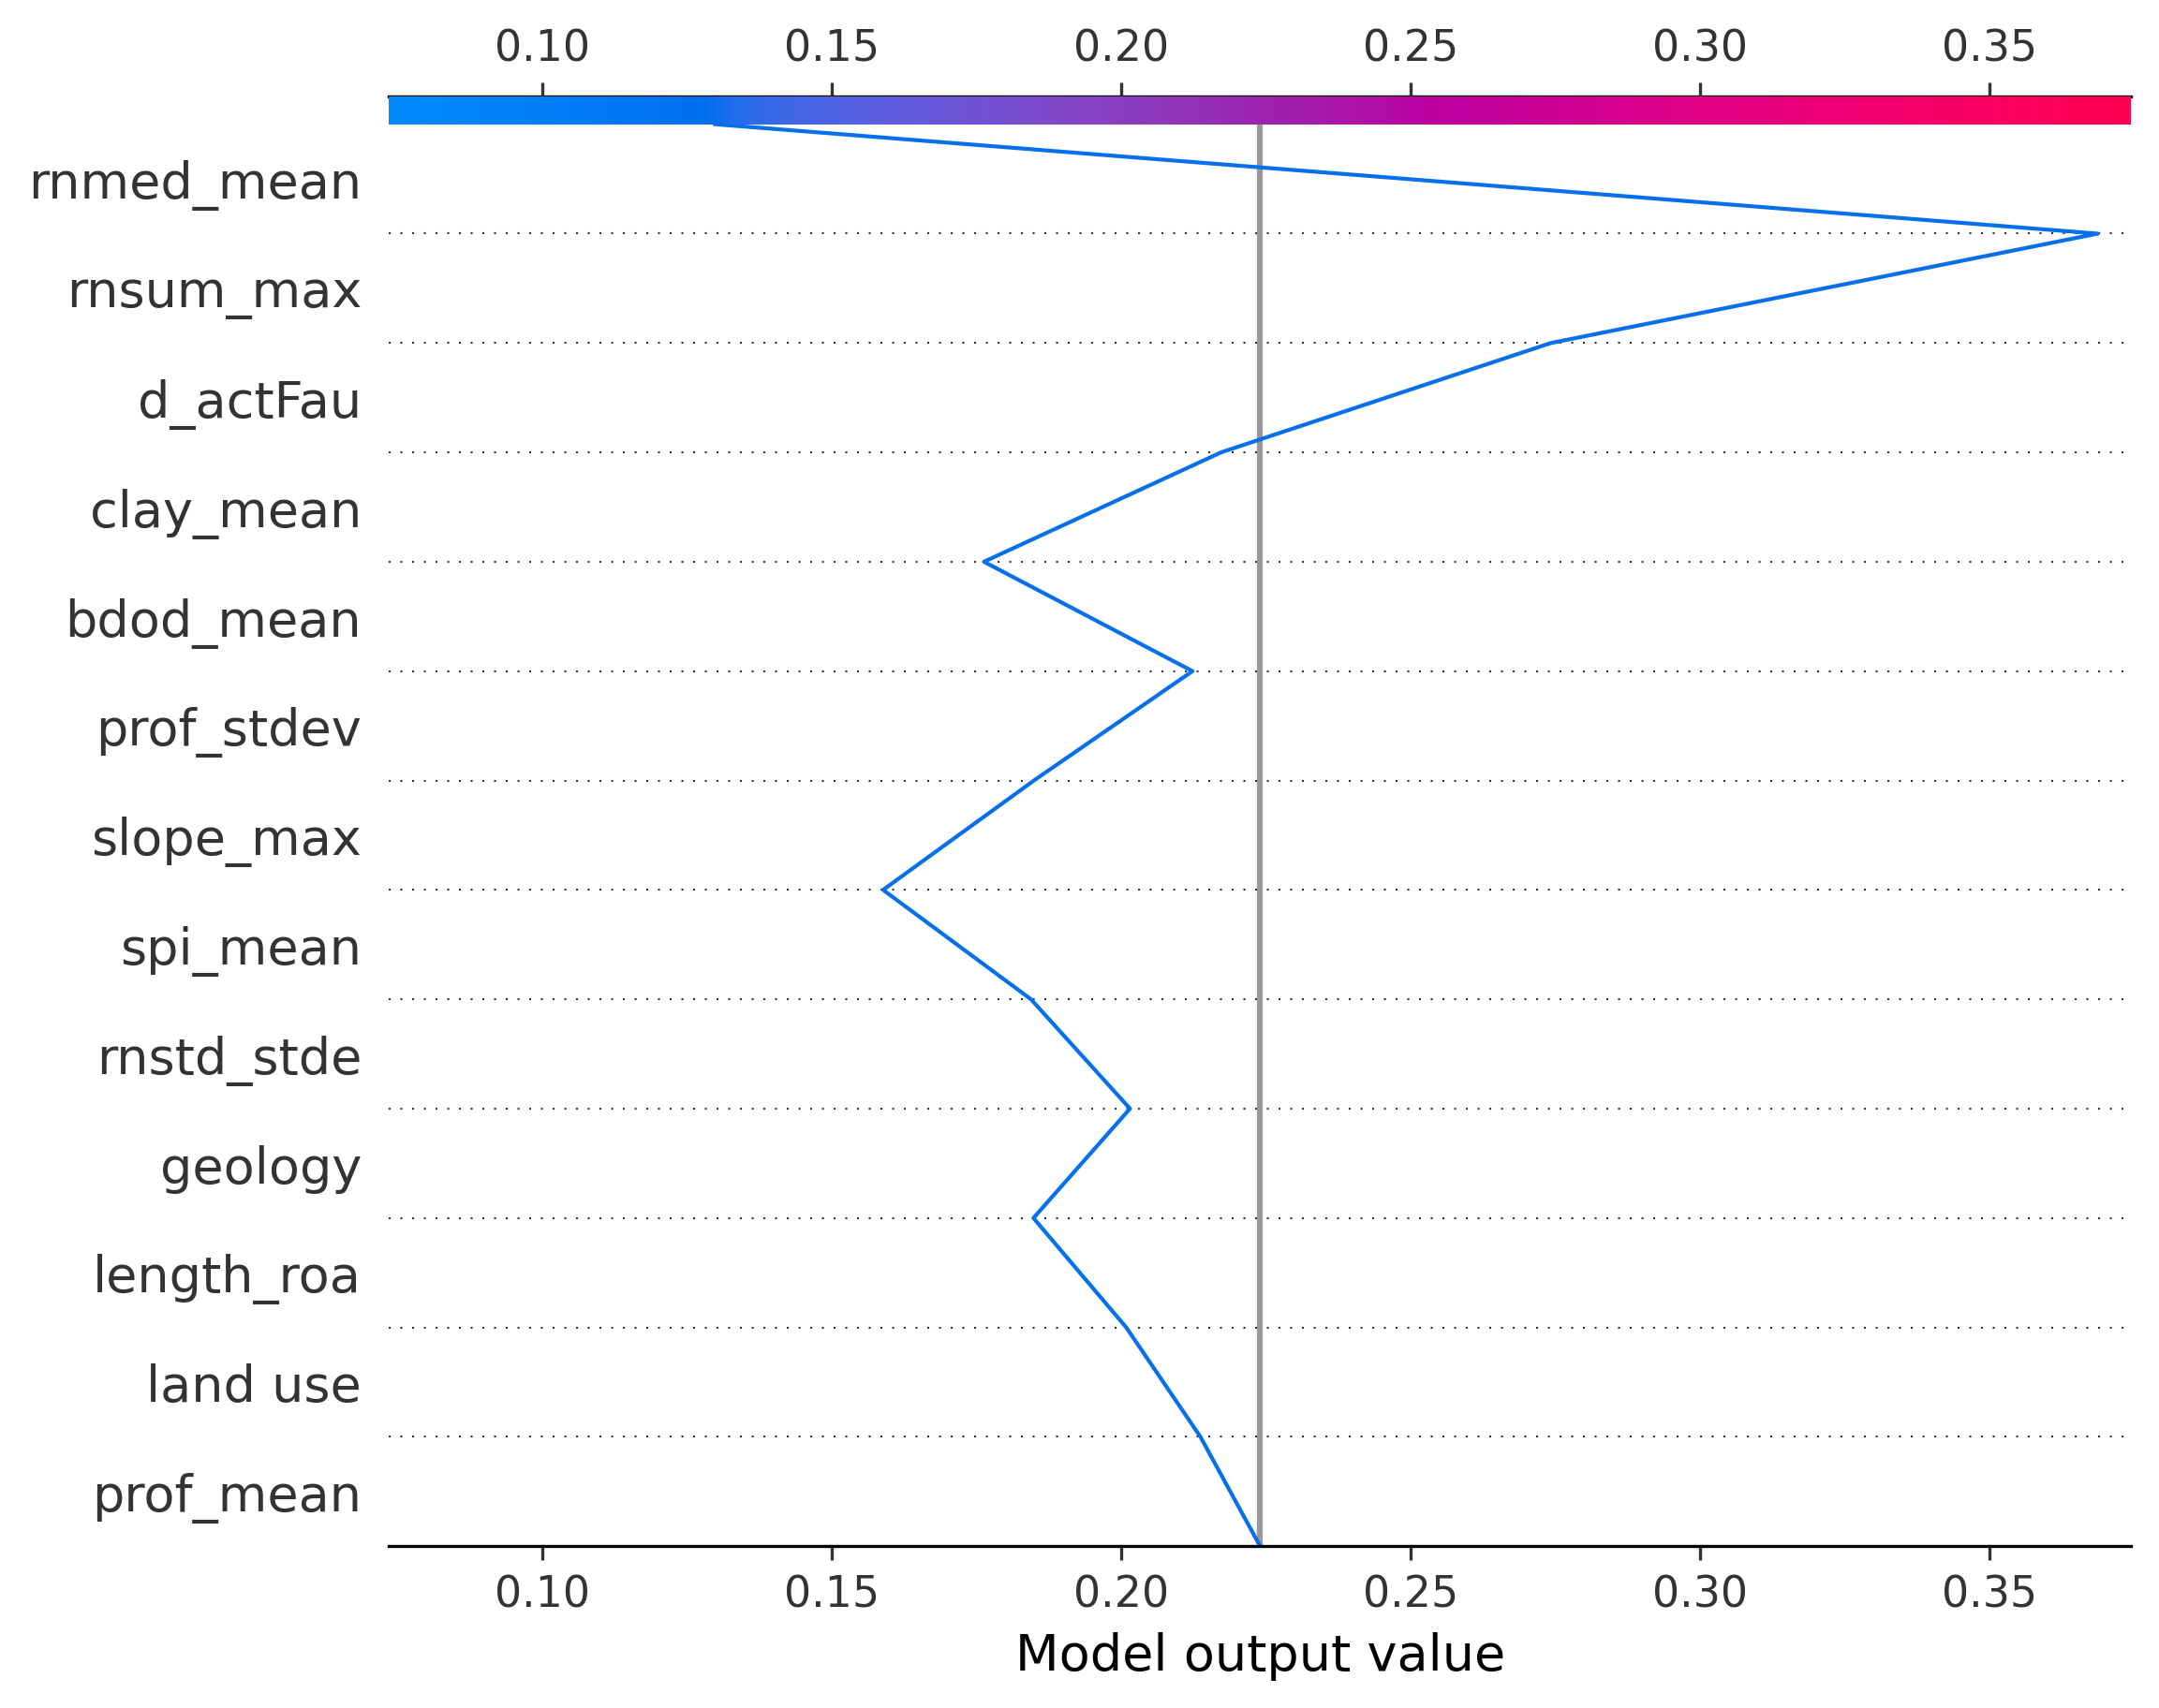 0.10 0.15 0.20 0.25 0.30 0.35
rnmed_mean
rnsum_max
d_actFau
clay_mean
bdod_mean
prof_stdev
slope_max
spi_mean
rnstd_stde
geology
length_roa
land use
prof_mean
0.10 0.15 0.20 0.25 0.30 0.35
Model output value